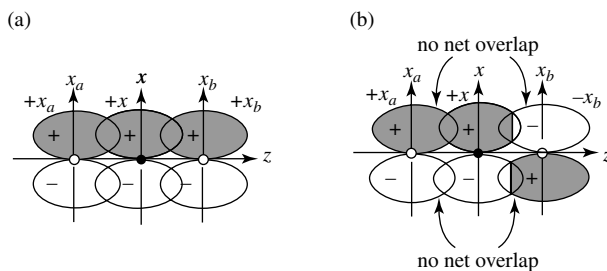 (a)
x_a x x_b
+x_a +x +x_b
+ + +
z
– – –
(b)
no net overlap
x_a x x_b
+x_a +x –x_b
+ + –
z
– – +
no net overlap